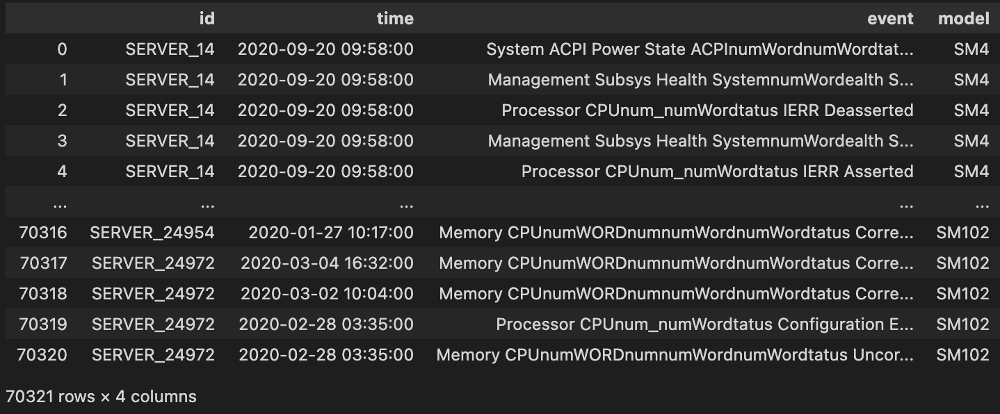 id time event model
0 SERVER_14 2020-09-20 09:58:00 System ACPI Power State ACPInumWordnumWordtat... SM4
1 SERVER_14 2020-09-20 09:58:00 Management Subsys Health SystemnumWordealth S... SM4
2 SERVER_14 2020-09-20 09:58:00 Processor CPUnum_numWordtatus IERR Deasserted SM4
3 SERVER_14 2020-09-20 09:58:00 Management Subsys Health SystemnumWordealth S... SM4
4 SERVER_14 2020-09-20 09:58:00 Processor CPUnum_numWordtatus IERR Asserted SM4
... ... ... ... ...
70316 SERVER_24954 2020-01-27 10:17:00 Memory CPUnumWORDnumnumWordnumWordtatus Corre... SM102
70317 SERVER_24972 2020-03-04 16:32:00 Memory CPUnumWORDnumnumWordnumWordtatus Corre... SM102
70318 SERVER_24972 2020-03-02 10:04:00 Memory CPUnumWORDnumnumWordnumWordtatus Corre... SM102
70319 SERVER_24972 2020-02-28 03:35:00 Processor CPUnum_numWordtatus Configuration E... SM102
70320 SERVER_24972 2020-02-28 03:35:00 Memory CPUnumWORDnumnumWordnumWordtatus Uncor... SM102
70321 rows × 4 columns